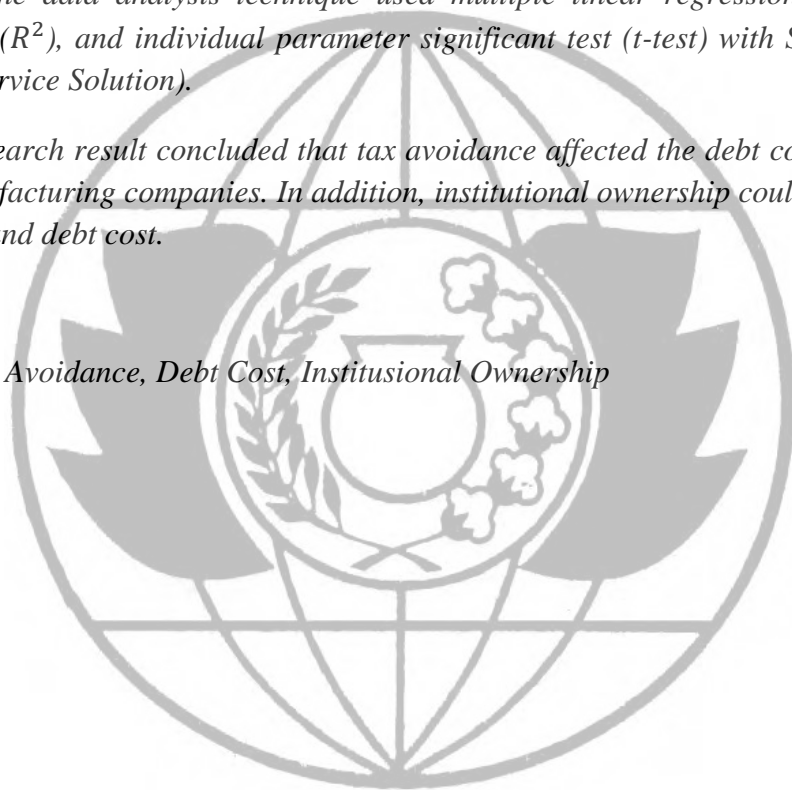 he data analysis technique used multiple linear regression
(R²), and individual parameter significant test (t-test) with S
rvice Solution).
earch result concluded that tax avoidance affected the debt co
facturing companies. In addition, institutional ownership coul
and debt cost.
Avoidance, Debt Cost, Institusional Ownership